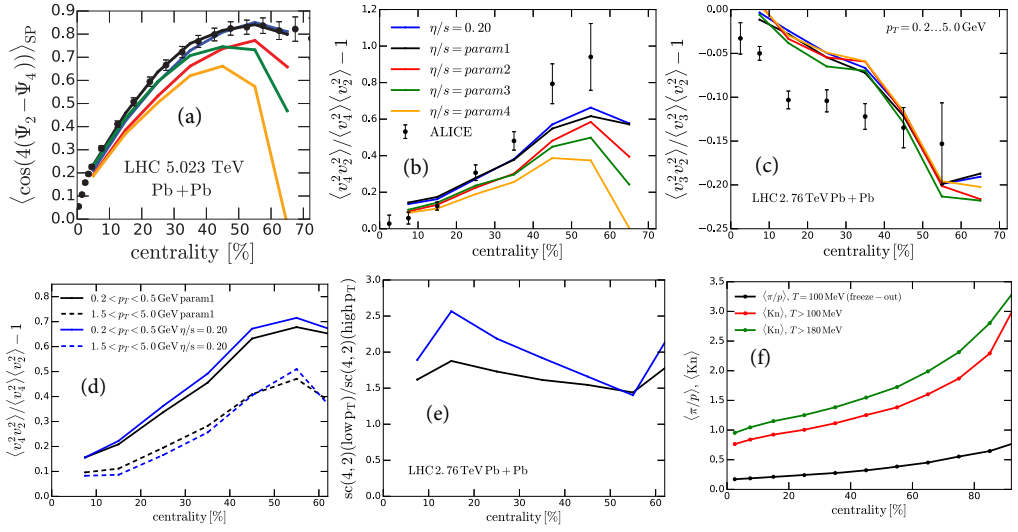 ⟨cos(4(Ψ₂ − Ψ₄))⟩_SP
0.9
0.8
0.7
0.6
0.5
0.4
0.3
0.2
0.1
0.0
(a)
LHC 5.023 TeV
Pb+Pb
0 10 20 30 40 50 60 70
centrality [%]
⟨v₄²v₂²⟩/⟨v₄²⟩⟨v₂²⟩ − 1
1.2
1.0
0.8
0.6
0.4
0.2
0.0
η/s = 0.20
η/s = param1
η/s = param2
η/s = param3
η/s = param4
ALICE
(b)
0 10 20 30 40 50 60 70
centrality [%]
⟨v₃²v₂²⟩/⟨v₃²⟩⟨v₂²⟩ − 1
0.00
−0.05
−0.10
−0.15
−0.20
−0.25
p_T = 0.2...5.0 GeV
(c)
LHC 2.76 TeV Pb+Pb
0 10 20 30 40 50 60 70
centrality [%]
⟨v₄²v₂²⟩/⟨v₄²⟩⟨v₂²⟩ − 1
0.8
0.7
0.6
0.5
0.4
0.3
0.2
0.1
0.0
0.2 < p_T < 0.5 GeV param1
1.5 < p_T < 5.0 GeV param1
0.2 < p_T < 0.5 GeV η/s = 0.20
1.5 < p_T < 5.0 GeV η/s = 0.20
(d)
0 10 20 30 40 50 60
centrality [%]
sc(4,2)(low p_T)/sc(4,2)(high p_T)
3.0
2.5
2.0
1.5
1.0
0.5
0.0
(e)
LHC 2.76 TeV Pb+Pb
0 10 20 30 40 50 60
centrality [%]
⟨π/p⟩, ⟨Kn⟩
3.5
3.0
2.5
2.0
1.5
1.0
0.5
0.0
⟨π/p⟩, T = 100 MeV (freeze−out)
⟨Kn⟩, T > 100 MeV
⟨Kn⟩, T > 180 MeV
(f)
0 20 40 60 80
centrality [%]